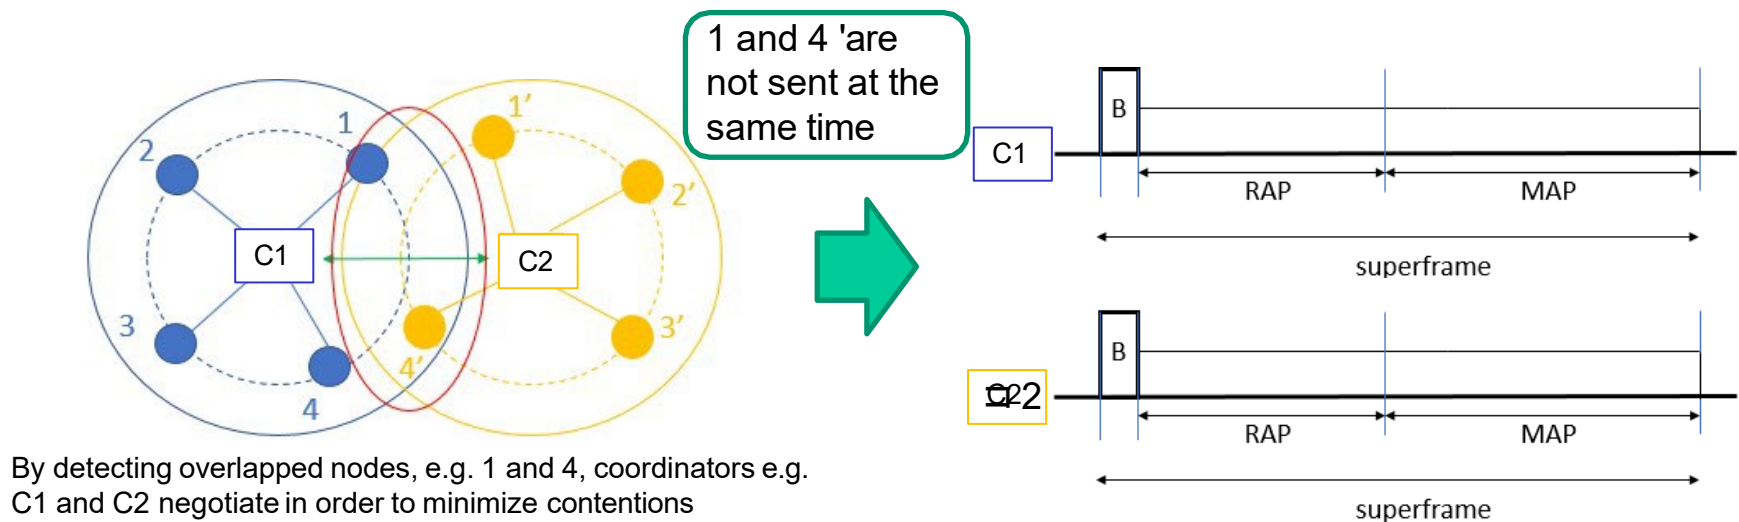 1 and 4 'are
not sent at the
same time
1
2
3
4
C1
1’
2’
3’
4’
C2
By detecting overlapped nodes, e.g. 1 and 4, coordinators e.g.
C1 and C2 negotiate in order to minimize contentions
C1
B
RAP
MAP
superframe
2
B
RAP
MAP
superframe